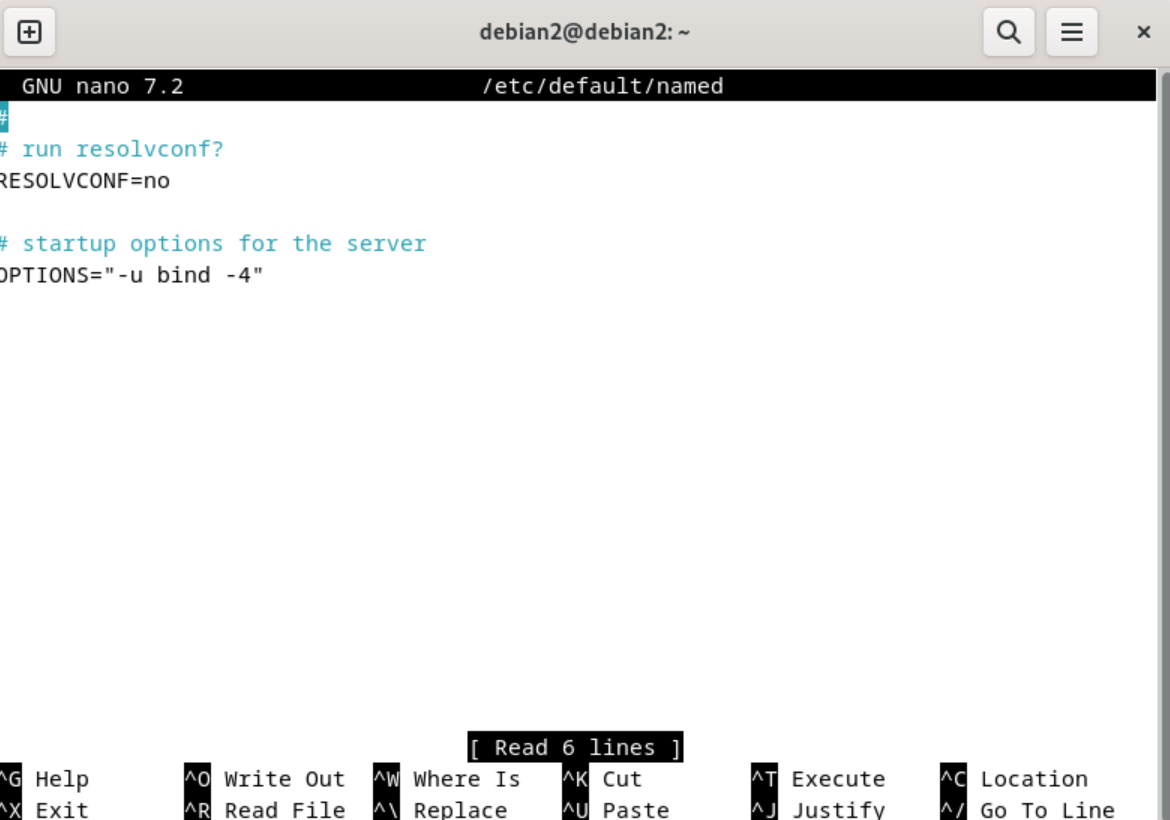 debian2@debian2: ~
GNU nano 7.2 /etc/default/named
#
# run resolvconf?
RESOLVCONF=no
# startup options for the server
OPTIONS="-u bind -4"
[ Read 6 lines ]
^G Help ^O Write Out ^W Where Is ^K Cut ^T Execute ^C Location
^X Exit ^R Read File ^\ Replace ^U Paste ^J Justify ^/ Go To Line